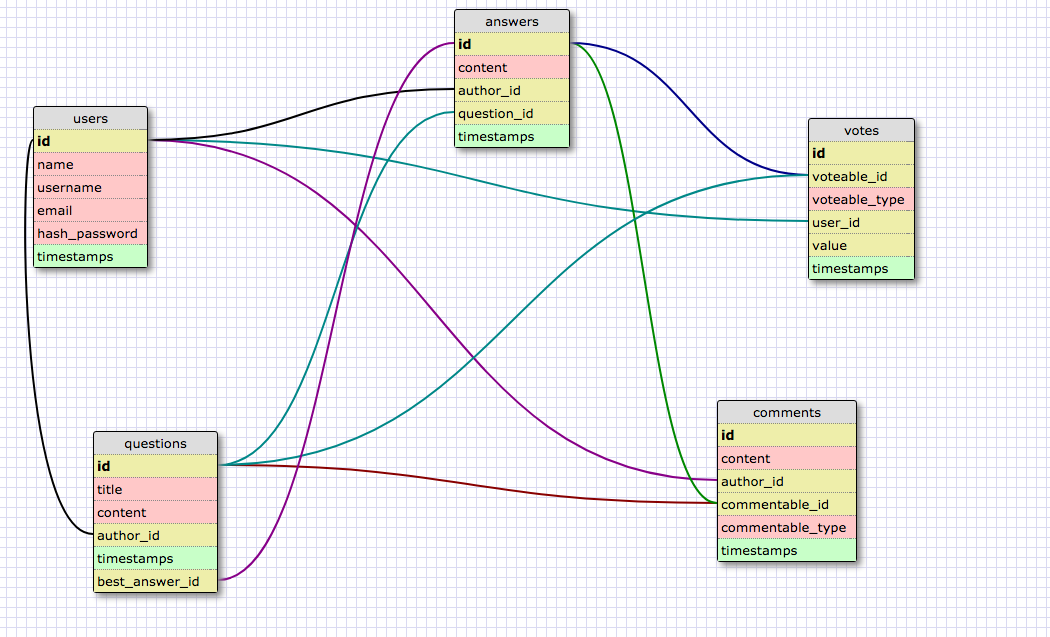 answers
id
content
author_id
question_id
timestamps
users
id
name
username
email
hash_password
timestamps
votes
id
voteable_id
voteable_type
user_id
value
timestamps
questions
id
title
content
author_id
timestamps
best_answer_id
comments
id
content
author_id
commentable_id
commentable_type
timestamps